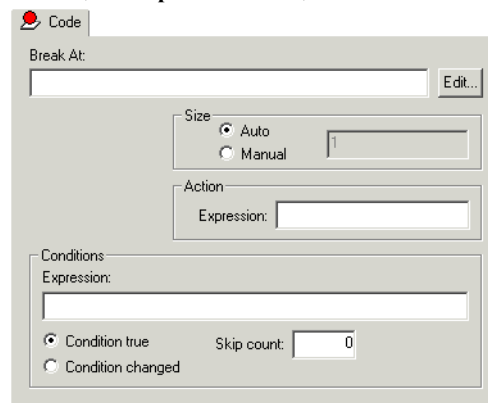 Code
Break At:
Edit...
Size
Auto
Manual
1
Action
Expression:
Conditions
Expression:
Condition true
Skip count: 0
Condition changed